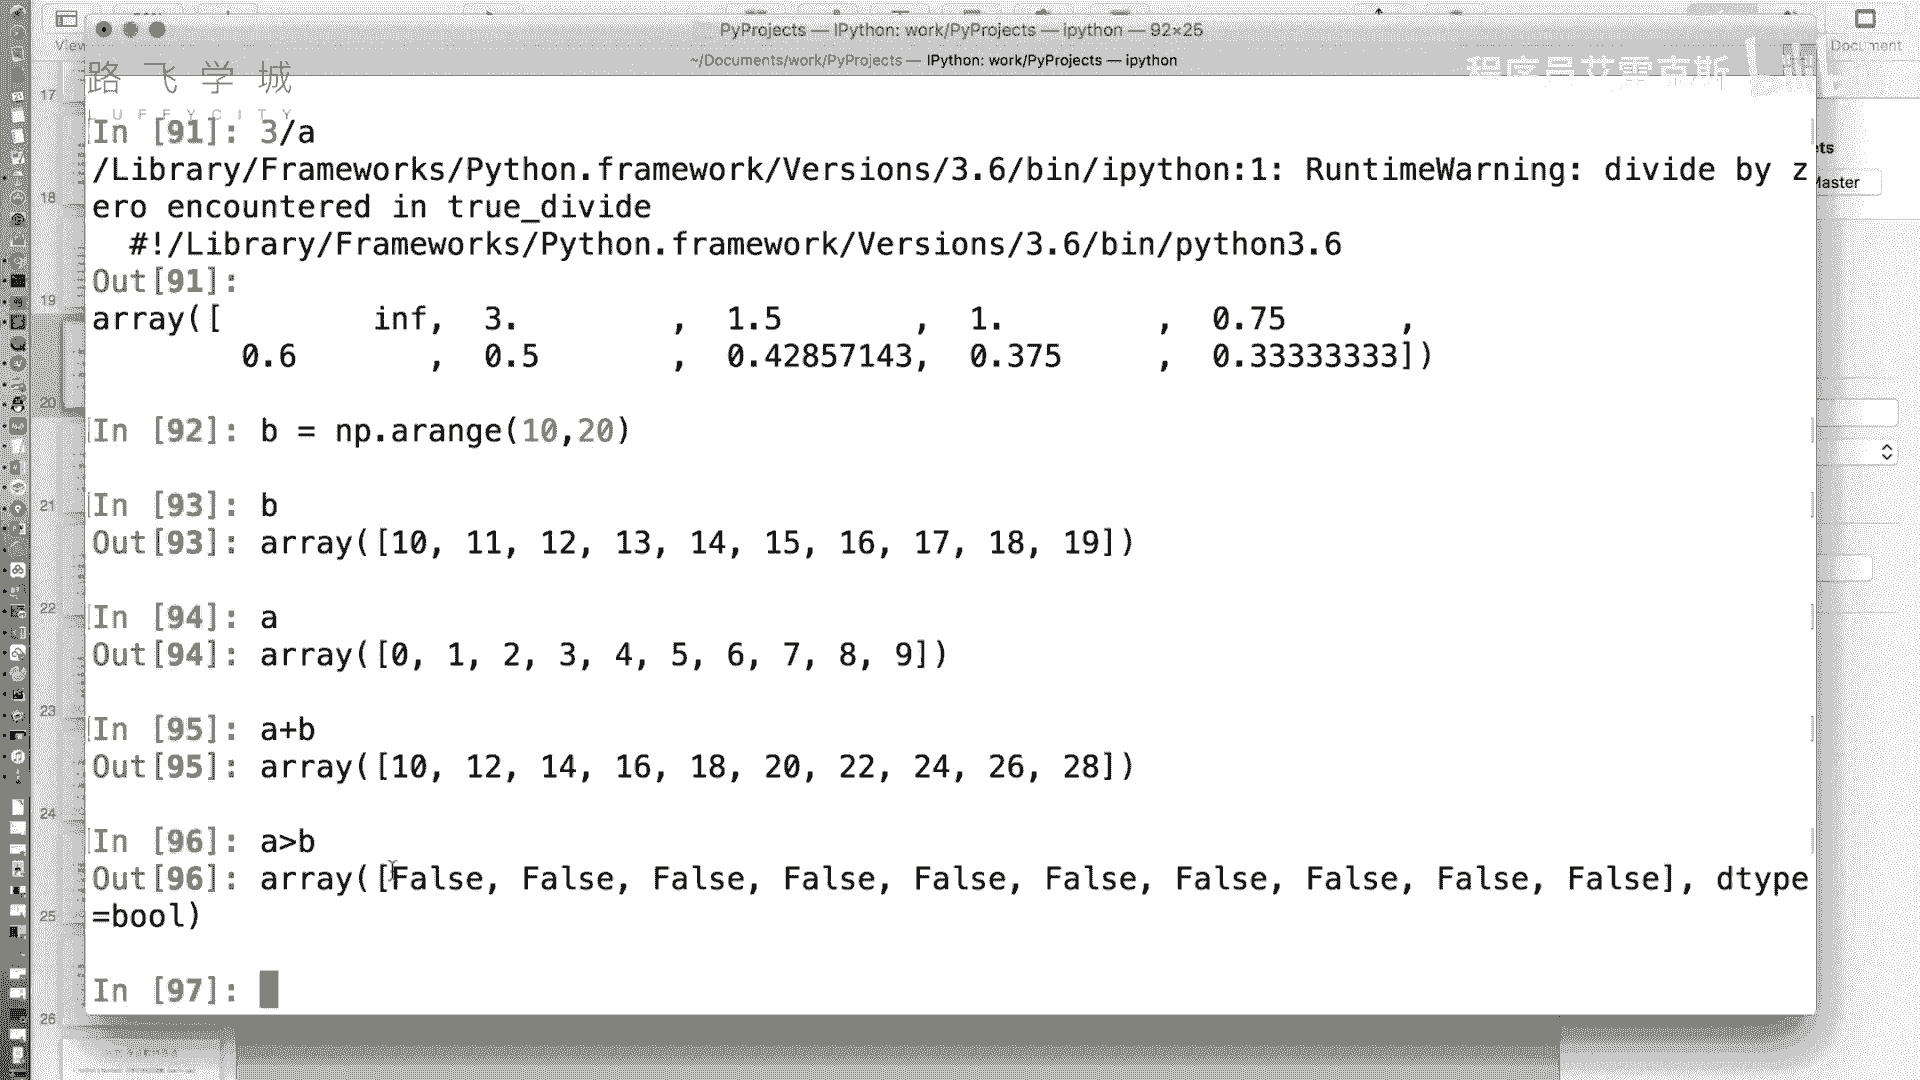 View
Document
PyProjects — IPython: work/PyProjects — ipython — 92×25
~/Documents/work/PyProjects — IPython: work/PyProjects — ipython
路飞学城
LUFFYCITY
程序员艾雷克斯
In [91]: 3/a
/Library/Frameworks/Python.framework/Versions/3.6/bin/ipython:1: RuntimeWarning: divide by z
ero encountered in true_divide
  #!/Library/Frameworks/Python.framework/Versions/3.6/bin/python3.6
Out[91]:
array([        inf,  3.        ,  1.5       ,  1.        ,  0.75      ,
        0.6       ,  0.5       ,  0.42857143,  0.375     ,  0.33333333])
In [92]: b = np.arange(10,20)
In [93]: b
Out[93]: array([10, 11, 12, 13, 14, 15, 16, 17, 18, 19])
In [94]: a
Out[94]: array([0, 1, 2, 3, 4, 5, 6, 7, 8, 9])
In [95]: a+b
Out[95]: array([10, 12, 14, 16, 18, 20, 22, 24, 26, 28])
In [96]: a>b
Out[96]: array([False, False, False, False, False, False, False, False, False, False], dtype
=bool)
In [97]:
17
18
19
20
21
22
23
24
25
26